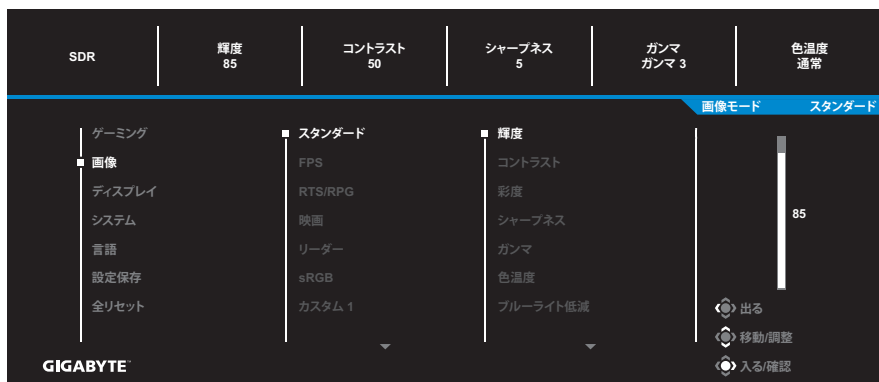 SDR
輝度
85
コントラスト
50
シャープネス
5
ガンマ
ガンマ 3
色温度
通常
画像モード スタンダード
ゲーミング
画像
ディスプレイ
システム
言語
設定保存
全リセット
スタンダード
FPS
RTS/RPG
映画
リーダー
sRGB
カスタム 1
輝度
コントラスト
彩度
シャープネス
ガンマ
色温度
ブルーライト低減
85
出る
移動/調整
入る/確認
GIGABYTE™